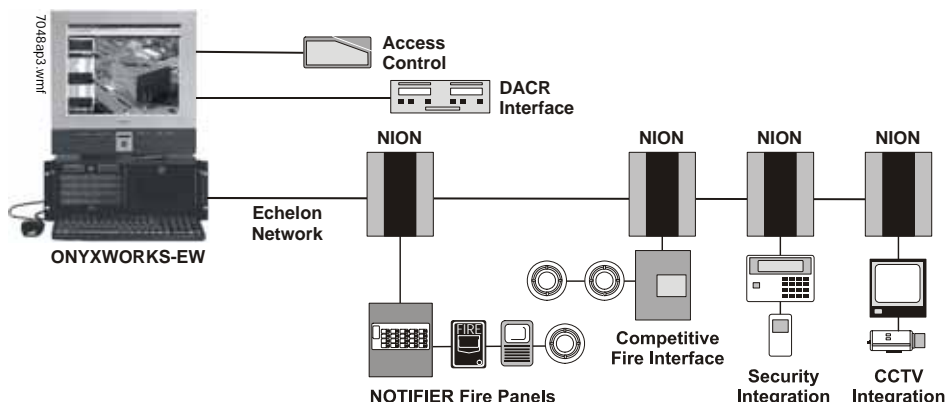 7048ap3.wmf
Access
Control
DACR
Interface
NION
NION
NION
NION
Echelon
Network
ONYXWORKS-EW
FIRE
NOTIFIER Fire Panels
Competitive
Fire Interface
Security
Integration
CCTV
Integration